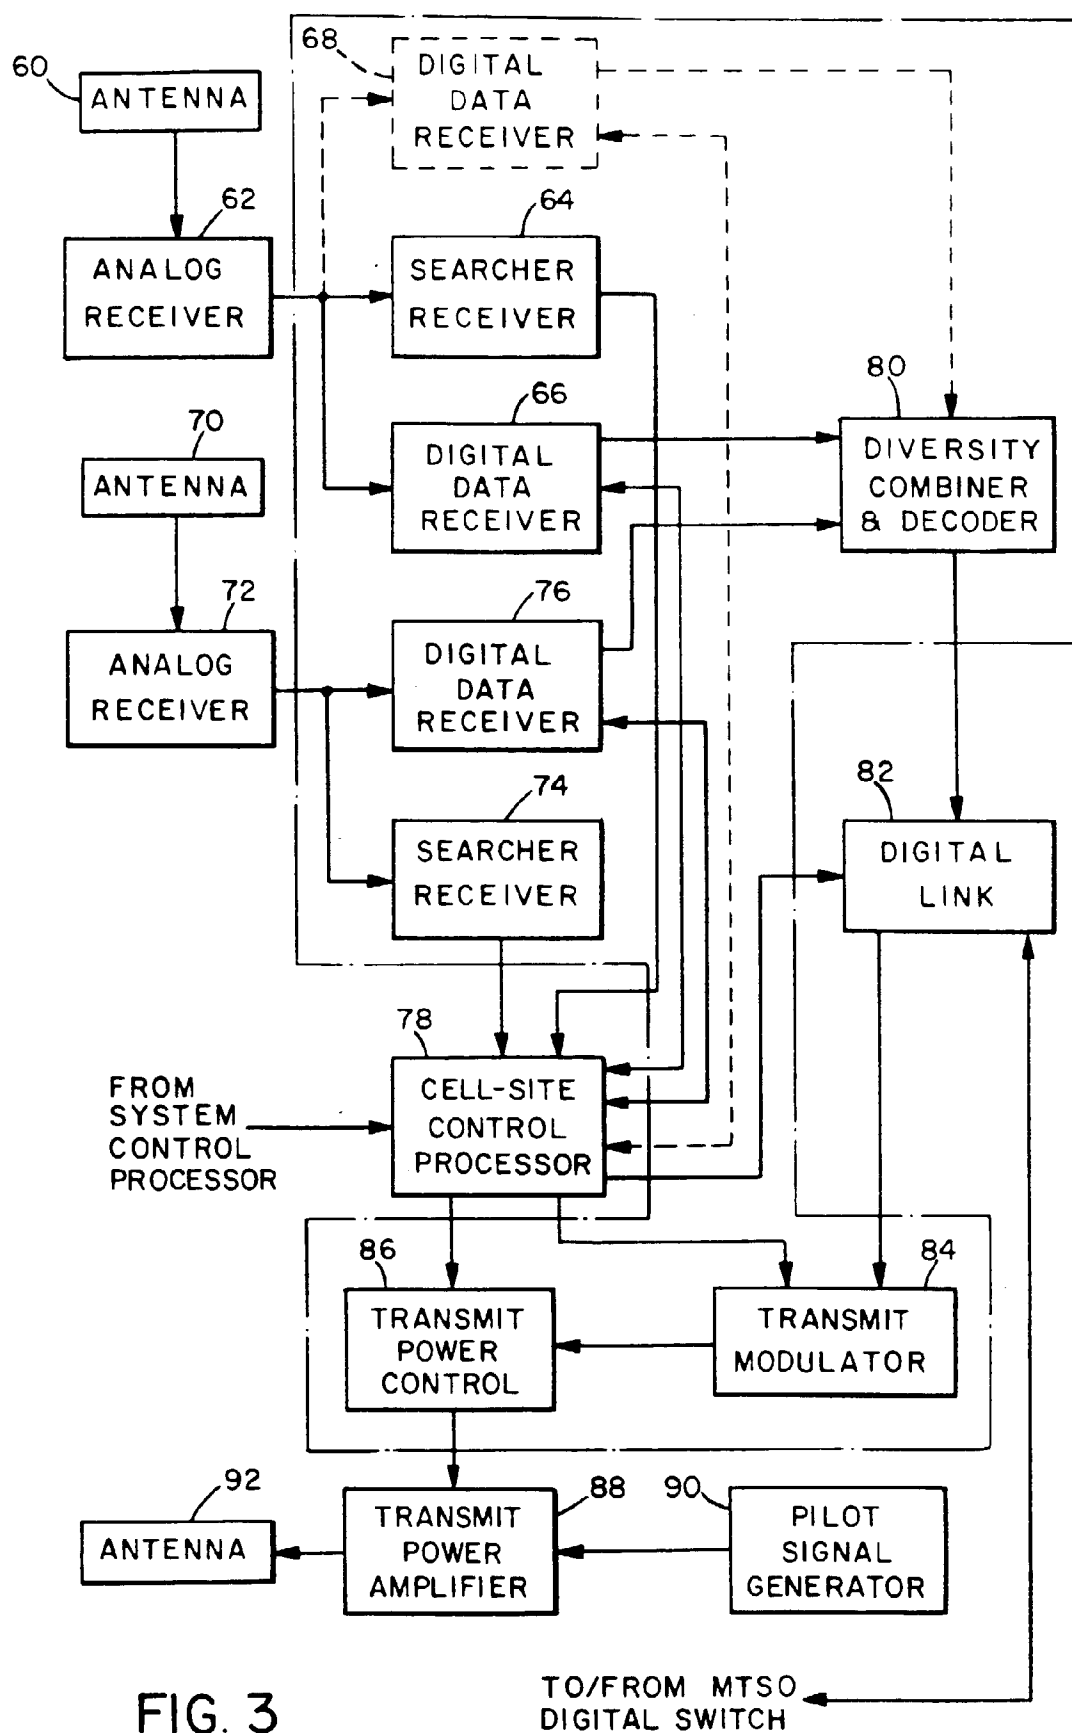 68
DIGITAL
DATA
RECEIVER
60
ANTENNA
62
ANALOG
RECEIVER
64
SEARCHER
RECEIVER
66
DIGITAL
DATA
RECEIVER
80
DIVERSITY
COMBINER
& DECODER
70
ANTENNA
72
ANALOG
RECEIVER
76
DIGITAL
DATA
RECEIVER
74
SEARCHER
RECEIVER
82
DIGITAL
LINK
78
CELL-SITE
CONTROL
PROCESSOR
FROM
SYSTEM
CONTROL
PROCESSOR
86
TRANSMIT
POWER
CONTROL
84
TRANSMIT
MODULATOR
92
ANTENNA
88
TRANSMIT
POWER
AMPLIFIER
90
PILOT
SIGNAL
GENERATOR
FIG. 3
TO/FROM MTSO
DIGITAL SWITCH